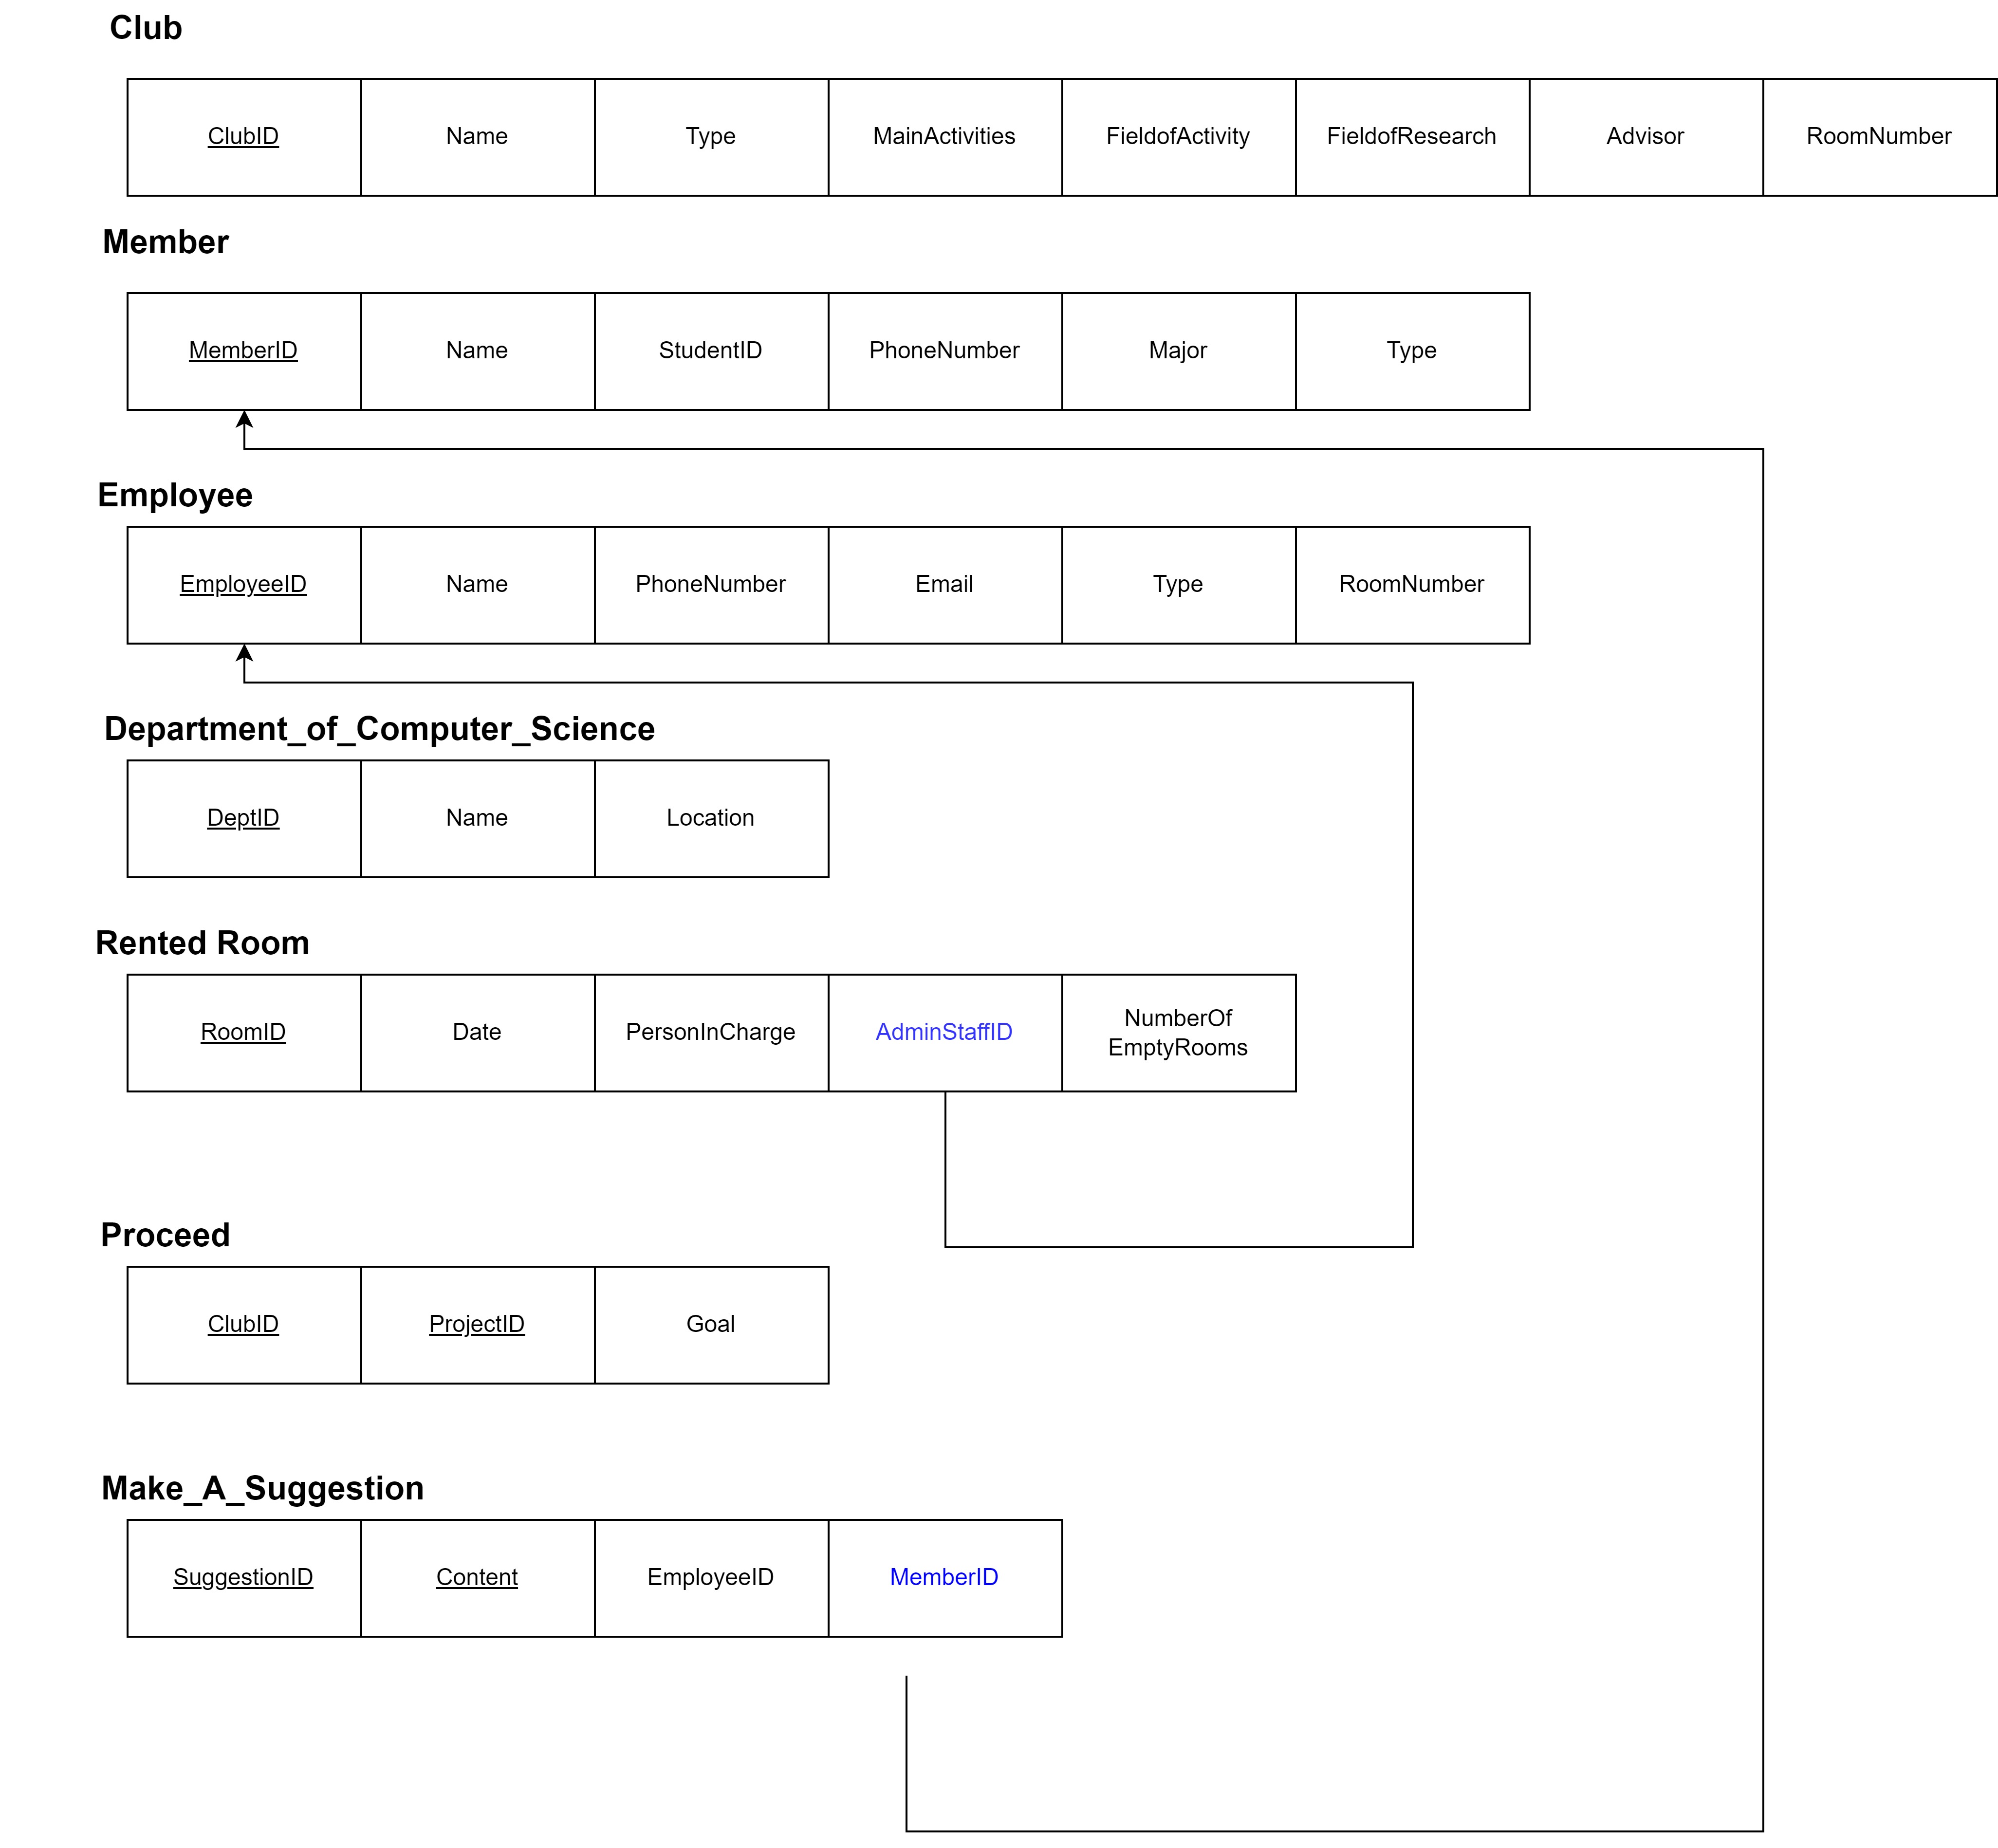 Club
ClubID Name Type MainActivities FieldofActivity FieldofResearch Advisor RoomNumber
Member
MemberID Name StudentID PhoneNumber Major Type
Employee
EmployeeID Name PhoneNumber Email Type RoomNumber
Department_of_Computer_Science
DeptID Name Location
Rented Room
RoomID Date PersonInCharge AdminStaffID NumberOf
EmptyRooms
Proceed
ClubID ProjectID Goal
Make_A_Suggestion
SuggestionID Content EmployeeID MemberID